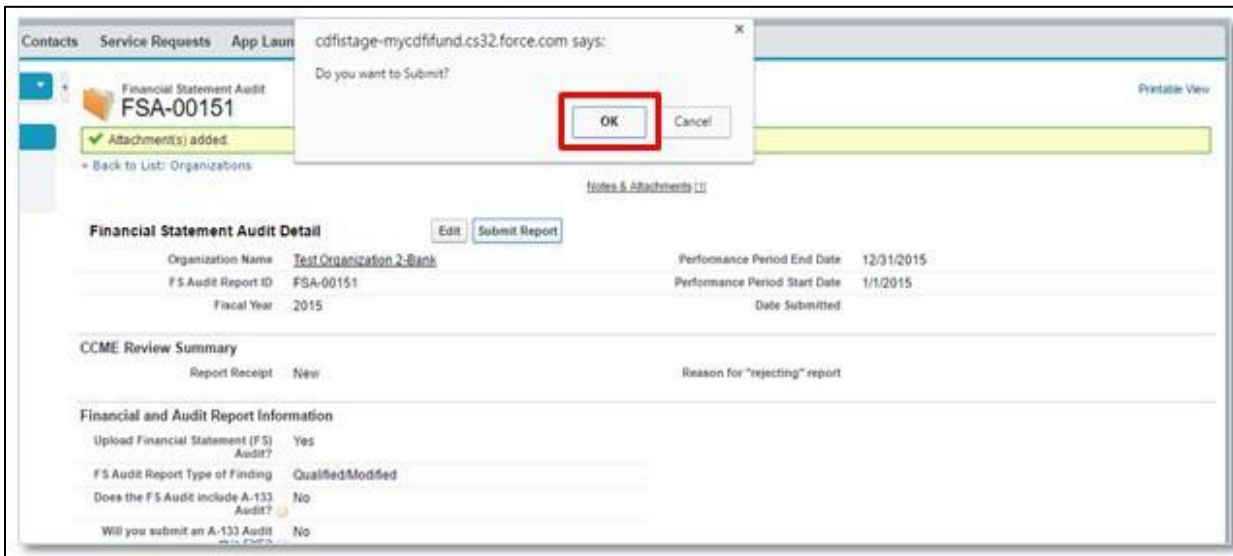 Contacts Service Requests App Laun
cdfistage-mycdfifund.cs32.force.com says:
Do you want to Submit?
OK Cancel
Financial Statement Audit
FSA-00151
Printable View
Attachment(s) added.
« Back to List: Organizations
Notes & Attachments [1]
Financial Statement Audit Detail Edit Submit Report
Organization Name Test Organization 2-Bank Performance Period End Date 12/31/2015
FS Audit Report ID FSA-00151 Performance Period Start Date 1/1/2015
Fiscal Year 2015 Date Submitted
CCME Review Summary
Report Receipt New Reason for "rejecting" report
Financial and Audit Report Information
Upload Financial Statement (FS) Yes
Audit?
FS Audit Report Type of Finding Qualified/Modified
Does the FS Audit include A-133 No
Audit?
Will you submit an A-133 Audit No